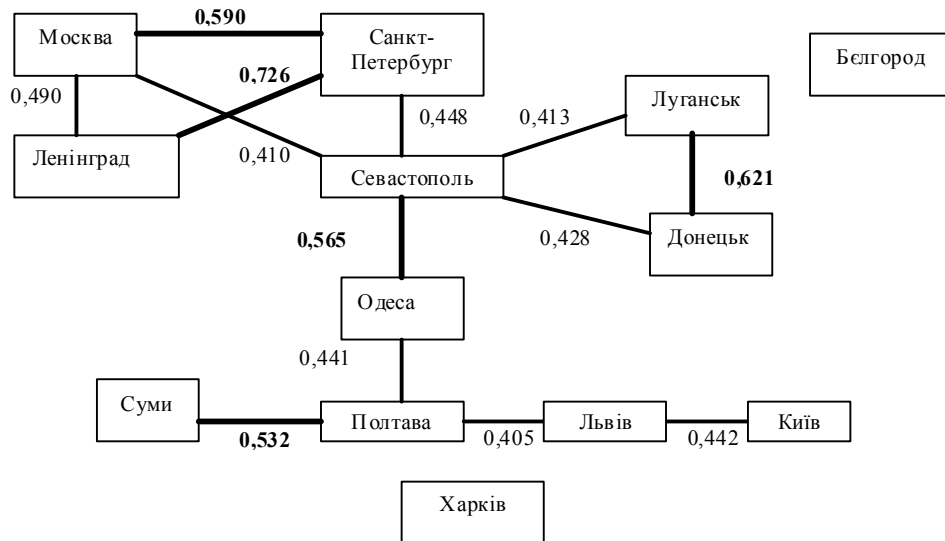 0,590
Москва
Санкт-
Петербург
Бєлгород
0,726
0,490
Луганськ
0,448
0,413
Ленінград
0,410
Севастополь
0,621
0,565
0,428
Донецьк
Одеса
0,441
Суми
Полтава
Львів
Київ
0,532
0,405
0,442
Харків